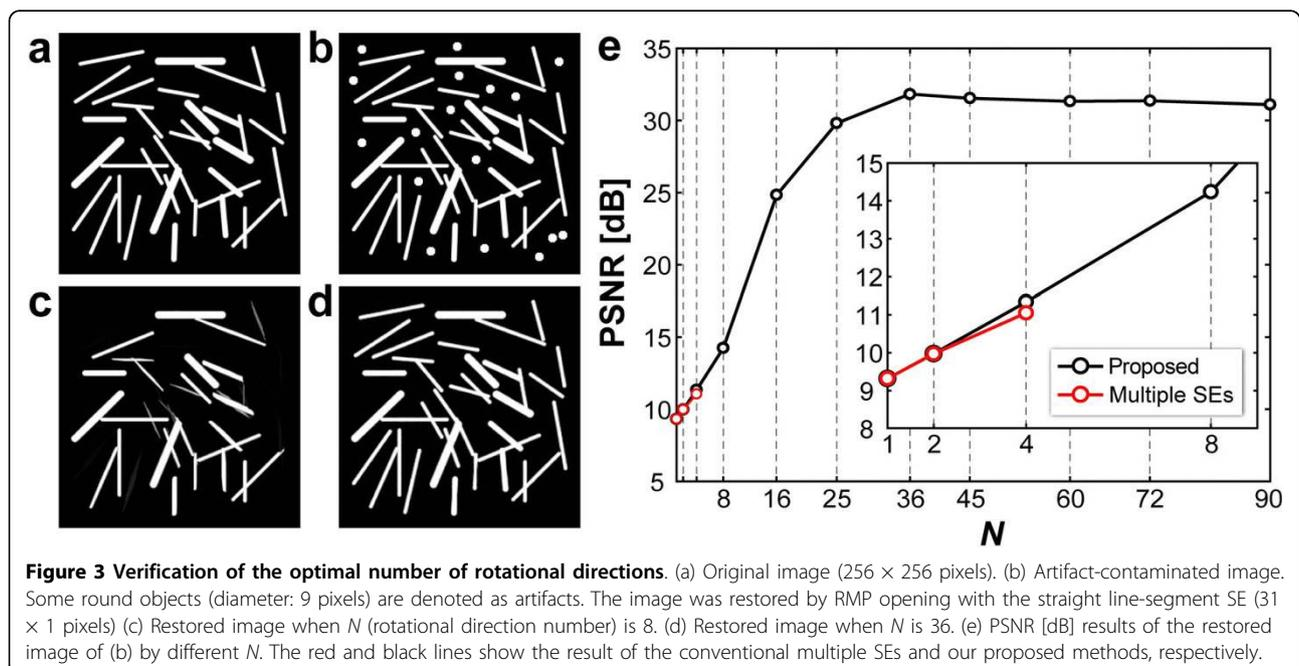 a
b
c
d
e
35
30
25
20
15
10
5
PSNR [dB]
8 16 25 36 45 60 72 90
N
15
14
13
12
11
10
9
8
1 2 4 8
Proposed
Multiple SEs
Figure 3 Verification of the optimal number of rotational directions. (a) Original image (256 × 256 pixels). (b) Artifact-contaminated image.
Some round objects (diameter: 9 pixels) are denoted as artifacts. The image was restored by RMP opening with the straight line-segment SE (31
× 1 pixels) (c) Restored image when N (rotational direction number) is 8. (d) Restored image when N is 36. (e) PSNR [dB] results of the restored
image of (b) by different N. The red and black lines show the result of the conventional multiple SEs and our proposed methods, respectively.